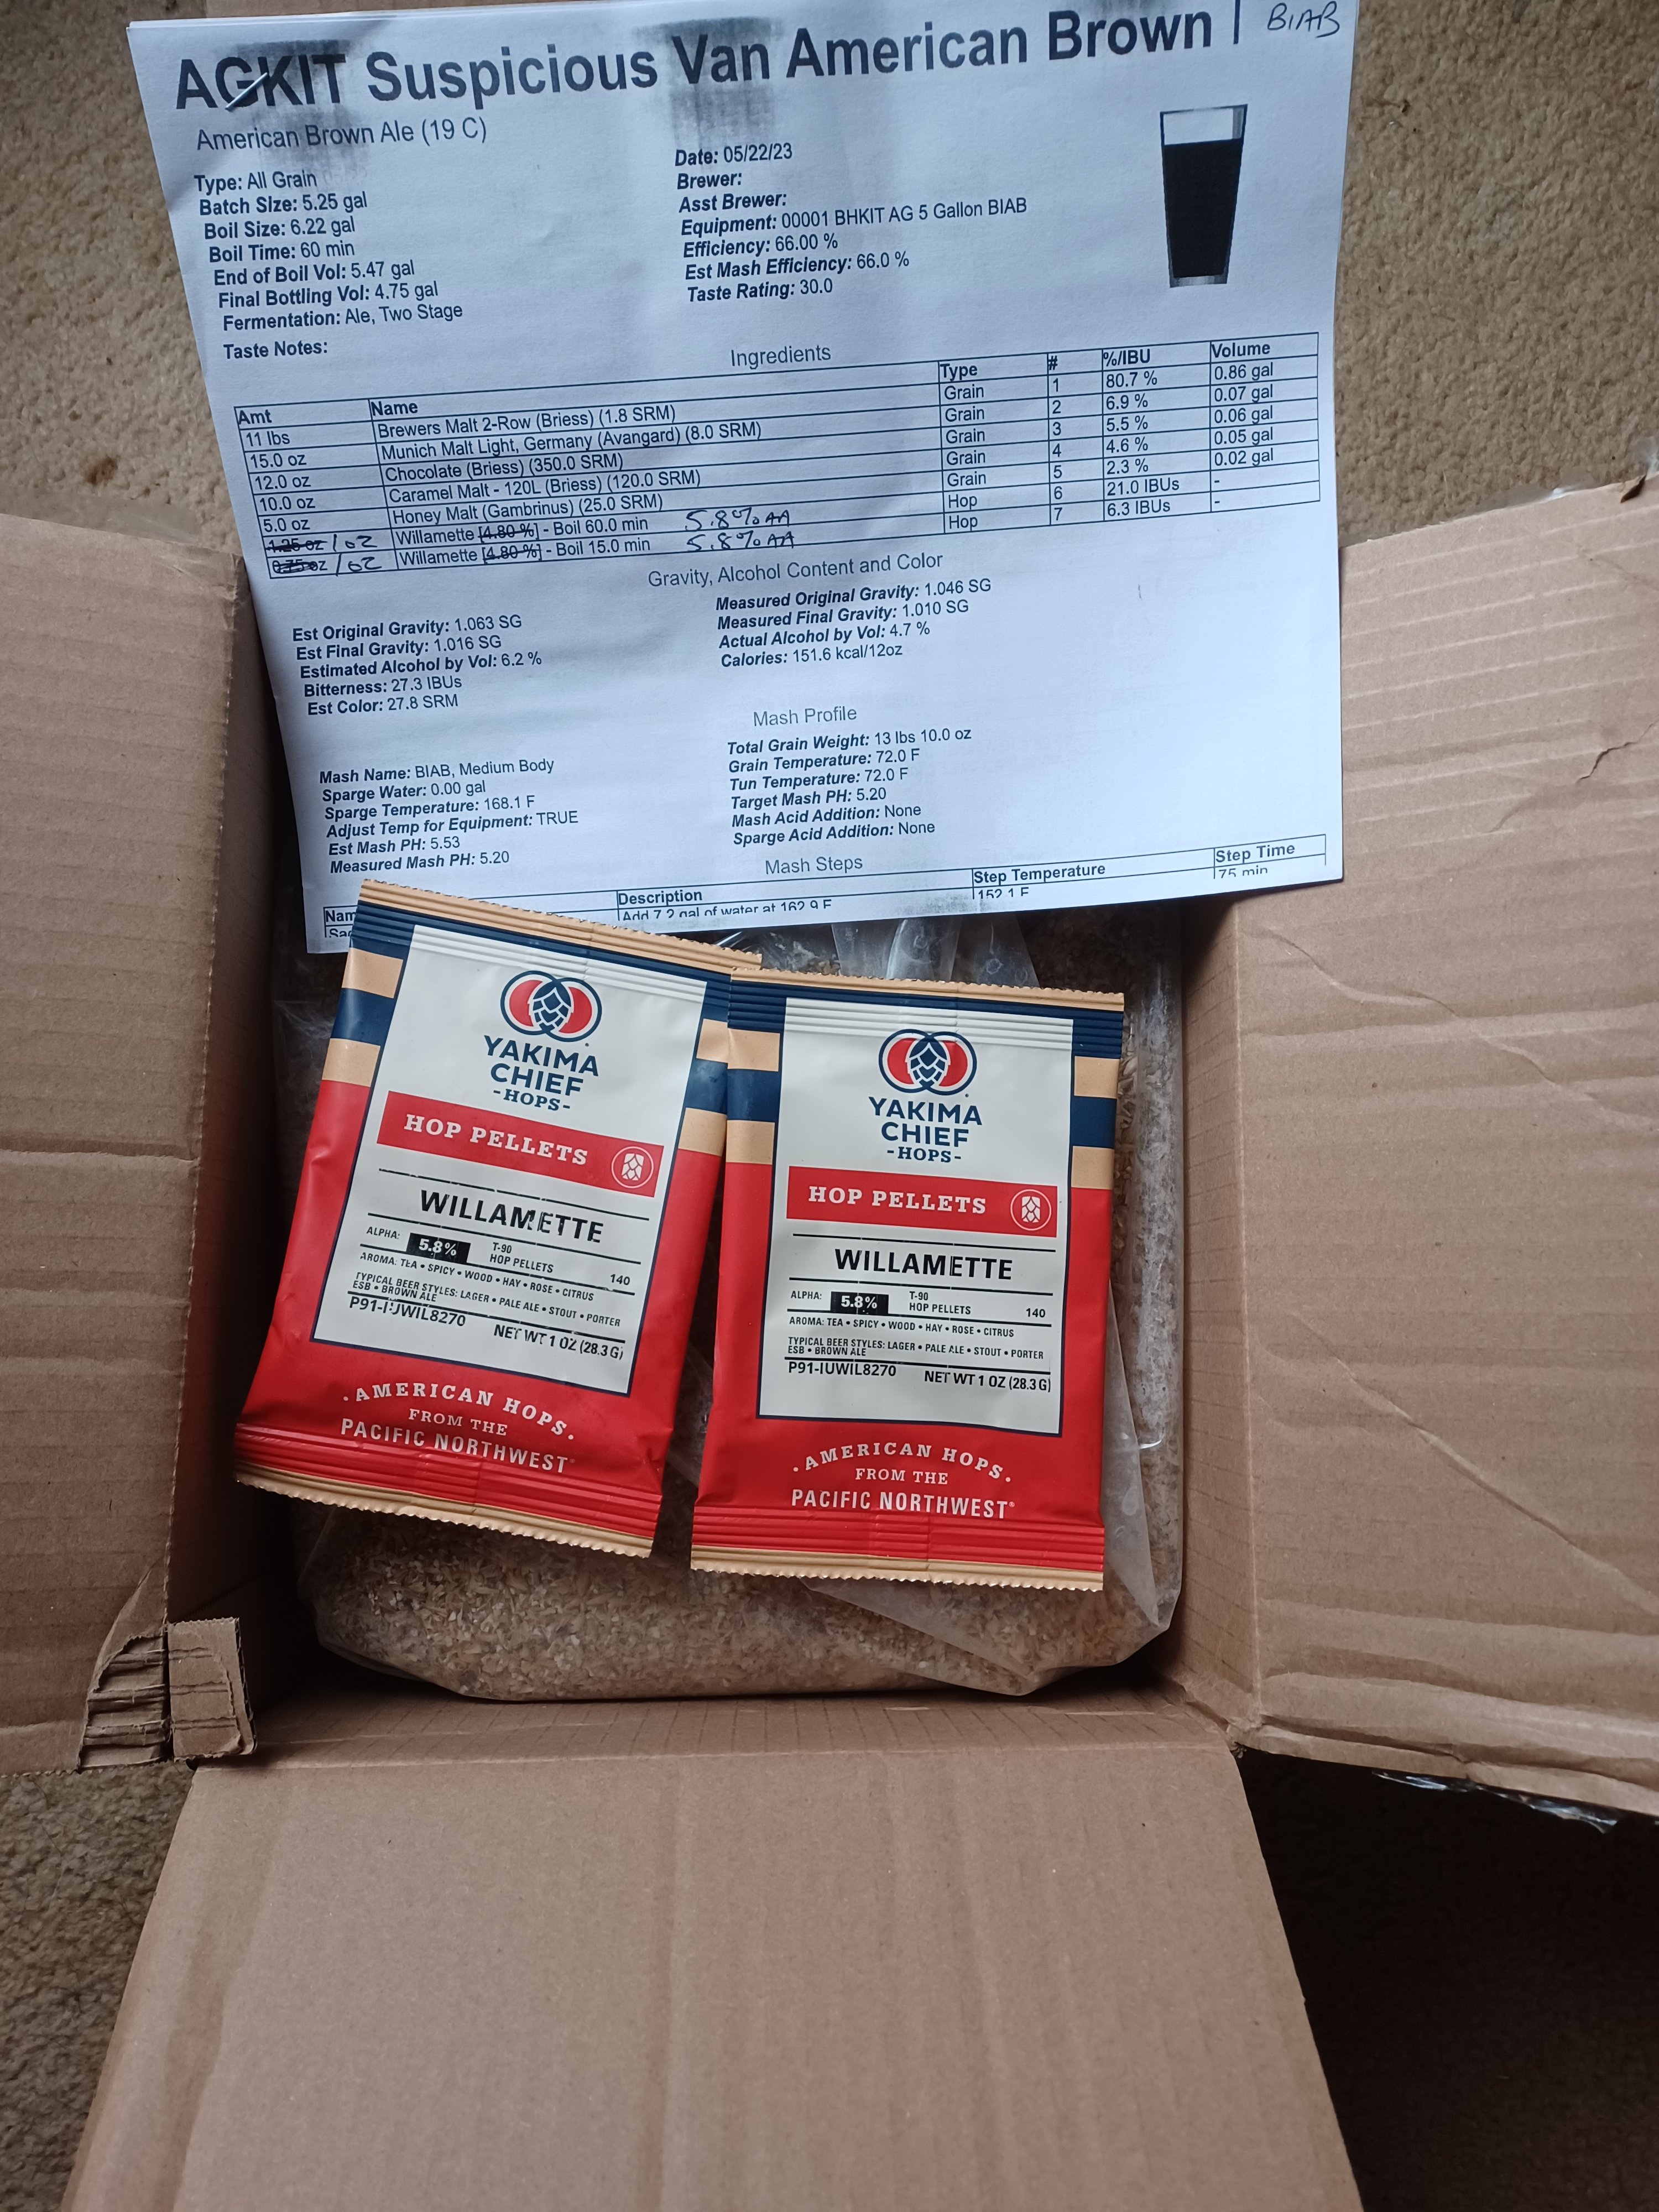 AGKIT Suspicious Van American Brown | BIAB
American Brown Ale (19 C)
Type: All Grain
Batch Size: 5.25 gal
Boil Size: 6.22 gal
Boil Time: 60 min
End of Boil Vol: 5.47 gal
Final Bottling Vol: 4.75 gal
Fermentation: Ale, Two Stage
Taste Notes:
Date: 05/22/23
Brewer:
Asst Brewer:
Equipment: 00001 BHKIT AG 5 Gallon BIAB
Efficiency: 66.00 %
Est Mash Efficiency: 66.0 %
Taste Rating: 30.0
Ingredients
Amt Name Type # %/IBU Volume
11 lbs Brewers Malt 2-Row (Briess) (1.8 SRM) Grain 1 80.7 % 0.86 gal
15.0 oz Munich Malt Light, Germany (Avangard) (8.0 SRM) Grain 2 6.9 % 0.07 gal
12.0 oz Chocolate (Briess) (350.0 SRM) Grain 3 5.5 % 0.06 gal
10.0 oz Caramel Malt - 120L (Briess) (120.0 SRM) Grain 4 4.6 % 0.05 gal
5.0 oz Honey Malt (Gambrinus) (25.0 SRM) Grain 5 2.3 % 0.02 gal
1.25 oz 1 oz Willamette [4.80 %] - Boil 60.0 min 5.8% AA Hop 6 21.0 IBUs -
0.75 oz 1 oz Willamette [4.80 %] - Boil 15.0 min 5.8% AA Hop 7 6.3 IBUs -
Gravity, Alcohol Content and Color
Est Original Gravity: 1.063 SG
Est Final Gravity: 1.016 SG
Estimated Alcohol by Vol: 6.2 %
Bitterness: 27.3 IBUs
Est Color: 27.8 SRM
Measured Original Gravity: 1.046 SG
Measured Final Gravity: 1.010 SG
Actual Alcohol by Vol: 4.7 %
Calories: 151.6 kcal/12oz
Mash Profile
Mash Name: BIAB, Medium Body
Sparge Water: 0.00 gal
Sparge Temperature: 168.1 F
Adjust Temp for Equipment: TRUE
Est Mash PH: 5.53
Measured Mash PH: 5.20
Total Grain Weight: 13 lbs 10.0 oz
Grain Temperature: 72.0 F
Tun Temperature: 72.0 F
Target Mash PH: 5.20
Mash Acid Addition: None
Sparge Acid Addition: None
Mash Steps
Description Step Temperature Step Time
Add 7.2 gal of water at 162.9 F 152.1 F 75 min
YAKIMA
CHIEF
-HOPS-
HOP PELLETS
WILLAMETTE
ALPHA: 5.8% T-90
HOP PELLETS 140
AROMA: TEA • SPICY • WOOD • HAY • ROSE • CITRUS
TYPICAL BEER STYLES: LAGER • PALE ALE • STOUT • PORTER
ESB • BROWN ALE
P91-IUWIL8270 NET WT 1 OZ (28.3 G)
AMERICAN HOPS
FROM THE
PACIFIC NORTHWEST
YAKIMA
CHIEF
-HOPS-
HOP PELLETS
WILLAMETTE
ALPHA: 5.8% T-90
HOP PELLETS 140
AROMA: TEA • SPICY • WOOD • HAY • ROSE • CITRUS
TYPICAL BEER STYLES: LAGER • PALE ALE • STOUT • PORTER
ESB • BROWN ALE
P91-IUWIL8270 NET WT 1 OZ (28.3 G)
AMERICAN HOPS
FROM THE
PACIFIC NORTHWEST